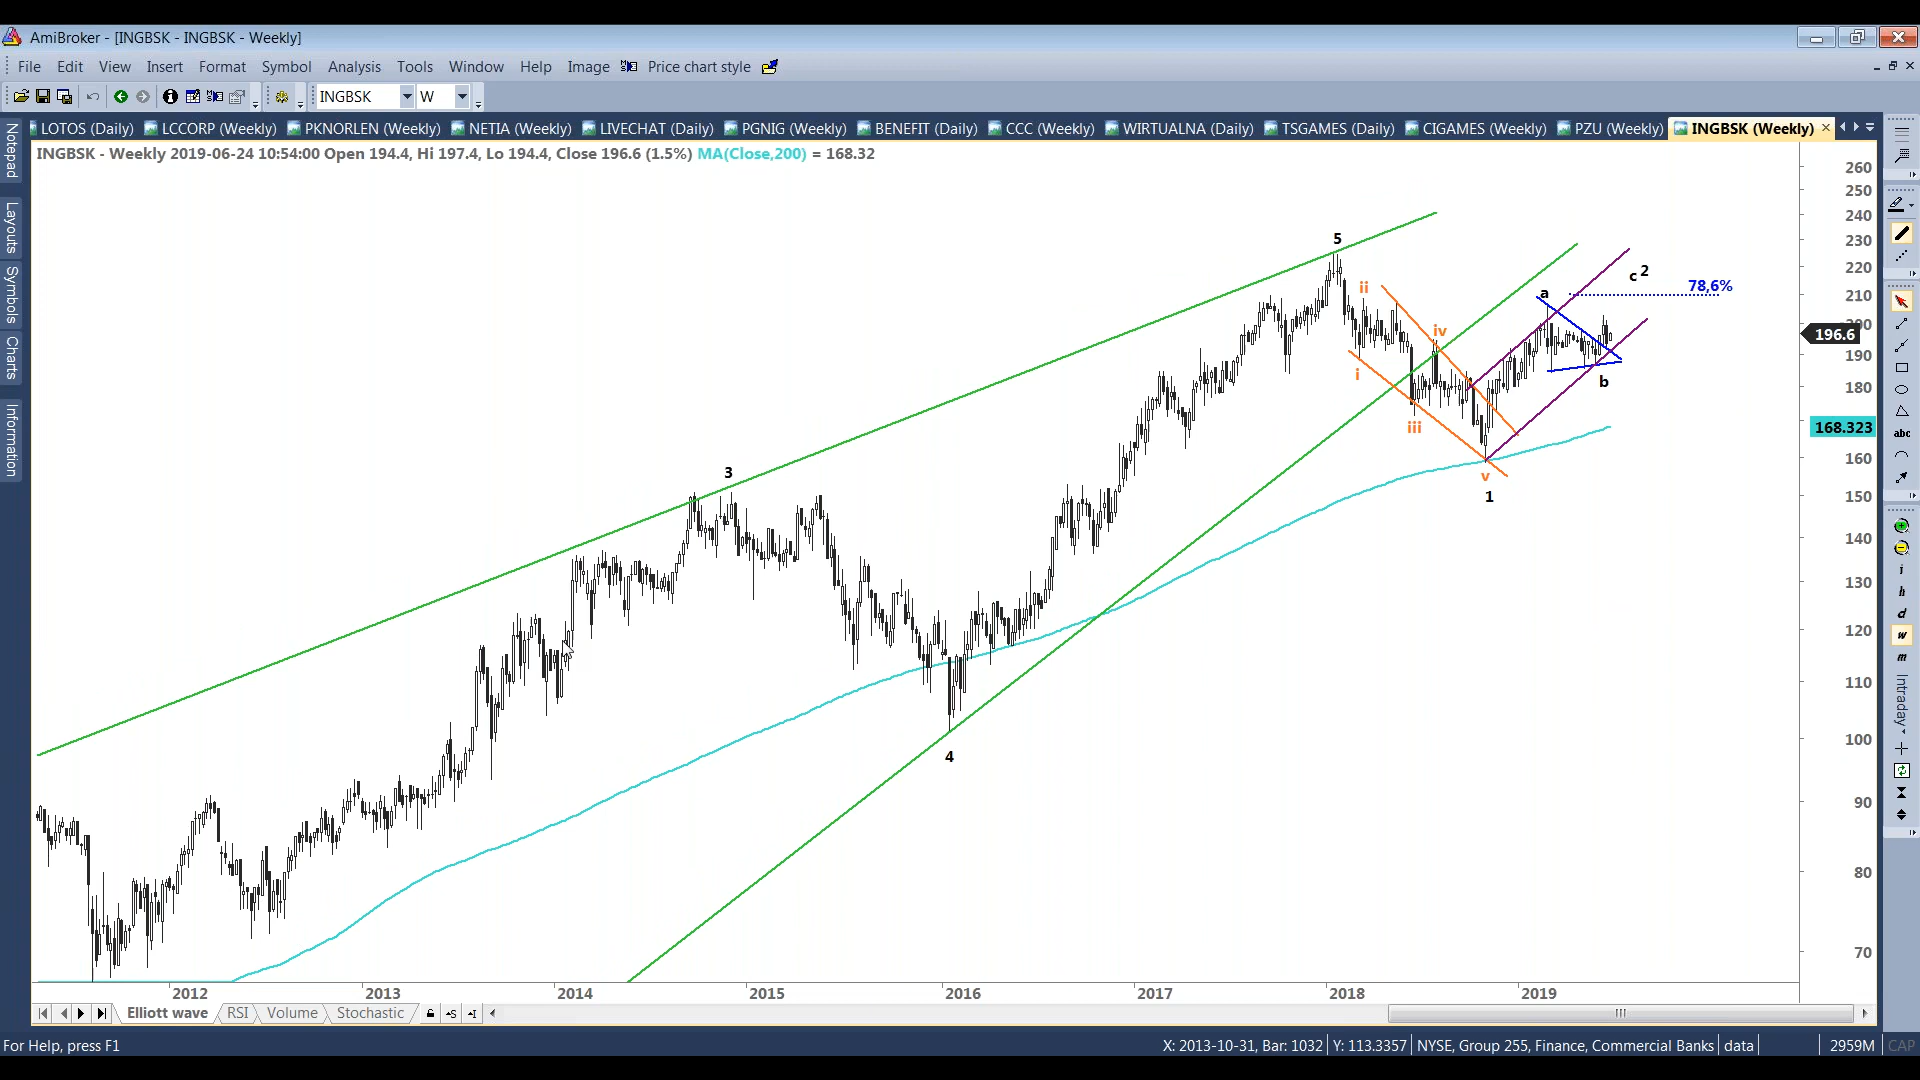 AmiBroker - [INGBSK - INGBSK - Weekly]
File Edit View Insert Format Symbol Analysis Tools Window Help Image Price chart style
INGBSK W
LOTOS (Daily) LCCORP (Weekly) PKNORLEN (Weekly) NETIA (Weekly) LIVECHAT (Daily) PGNIG (Weekly) BENEFIT (Daily) CCC (Weekly) WIRTUALNA (Daily) TSGAMES (Daily) CIGAMES (Weekly) PZU (Weekly) INGBSK (Weekly)
INGBSK - Weekly 2019-06-24 10:54:00 Open 194.4, Hi 197.4, Lo 194.4, Close 196.6 (1.5%) MA(Close,200) = 168.32
Notepad
Layouts
Symbols
Charts
Information
260
250
240
230
220
210
200
196.6
190
180
168.323
160
150
140
130
120
110
100
90
80
70
5
ii
iv
i
iii
v
1
a
b
c 2
78,6%
3
4
abc
i
h
d
w
m
Intraday
2012 2013 2014 2015 2016 2017 2018 2019
Elliott wave RSI Volume Stochastic
For Help, press F1
X: 2013-10-31, Bar: 1032 Y: 113.3357 NYSE, Group 255, Finance, Commercial Banks data 2959M CAP